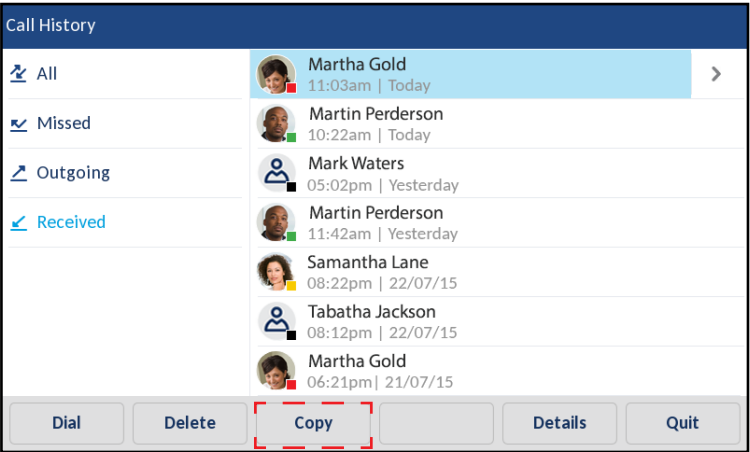 Call History
All
Missed
Outgoing
Received
Martha Gold
11:03am | Today
Martin Perderson
10:22am | Today
Mark Waters
05:02pm | Yesterday
Martin Perderson
11:42am | Yesterday
Samantha Lane
08:22pm | 22/07/15
Tabatha Jackson
08:12pm | 22/07/15
Martha Gold
06:21pm| 21/07/15
Dial Delete Copy Details Quit